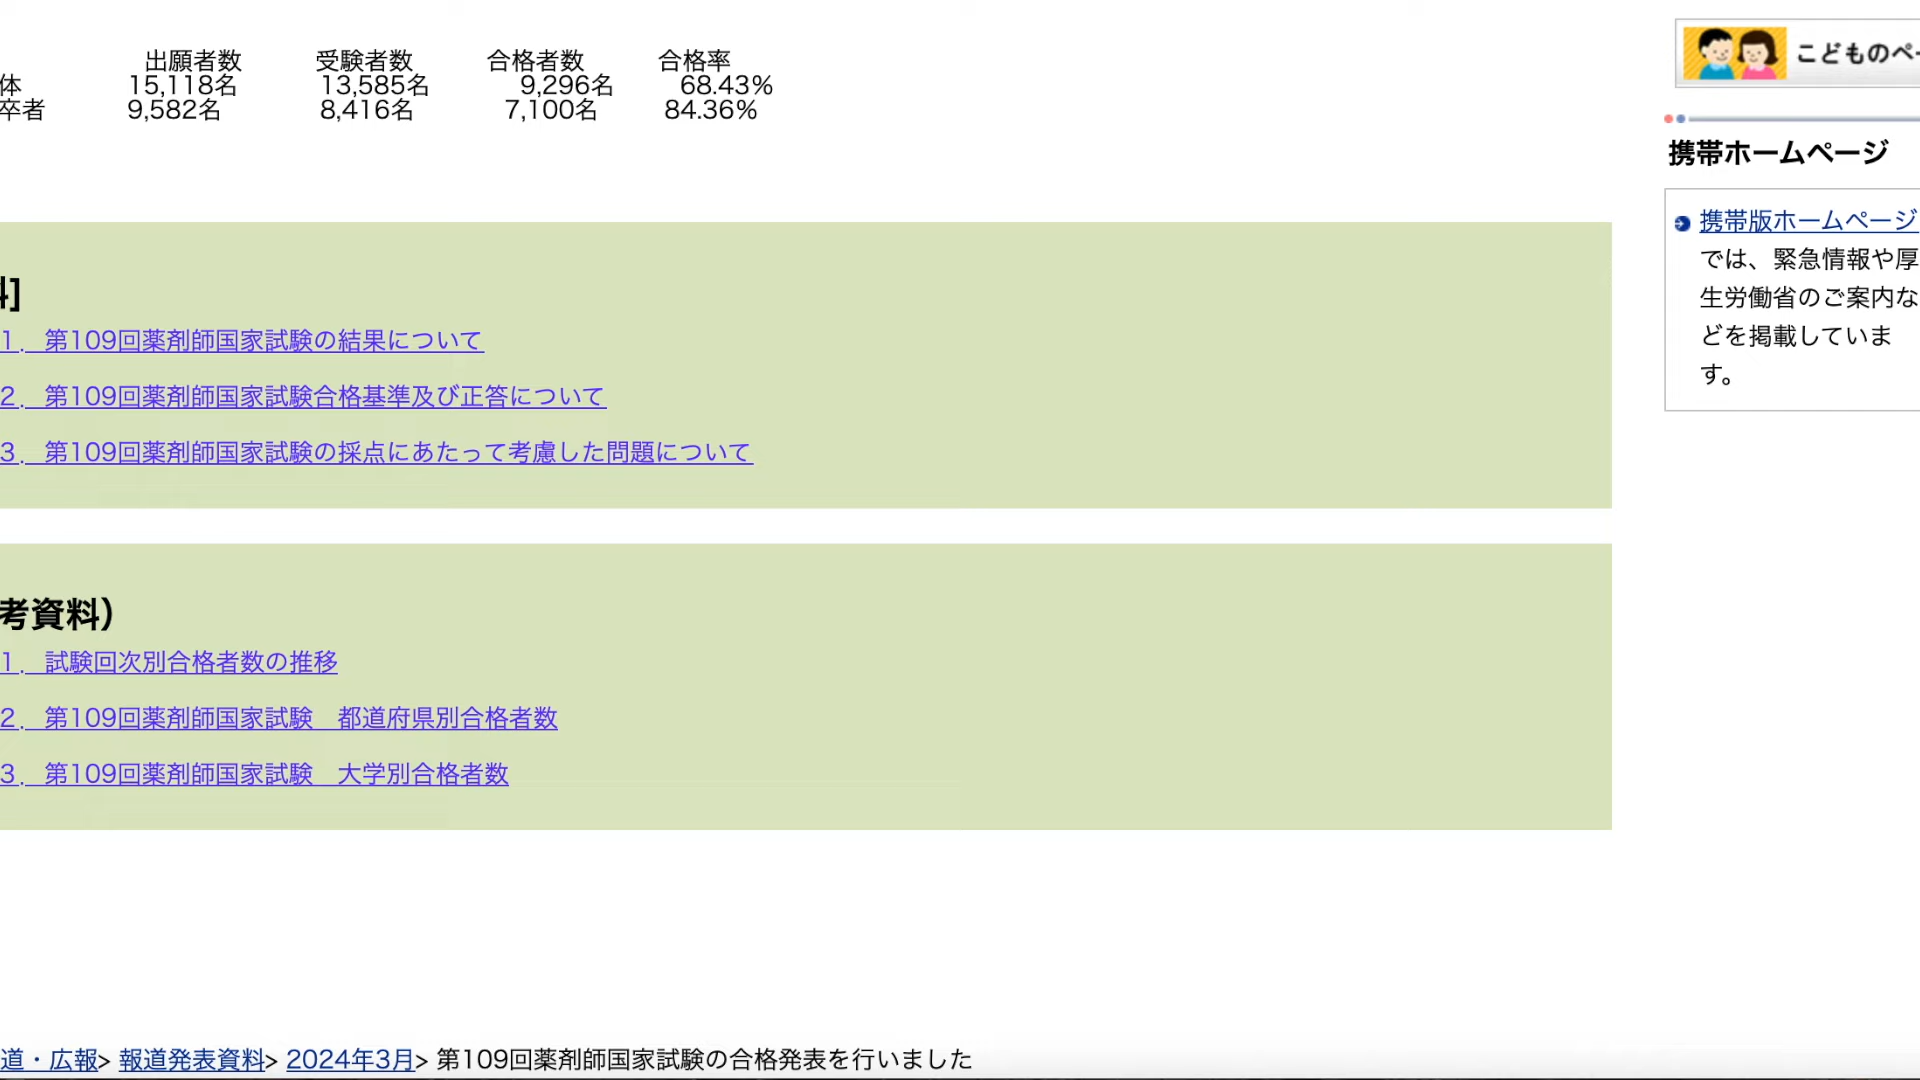 出願者数 受験者数 合格者数 合格率
体 15,118名 13,585名 9,296名 68.43%
卒者 9,582名 8,416名 7,100名 84.36%
]
1． 第109回薬剤師国家試験の結果について
2． 第109回薬剤師国家試験合格基準及び正答について
3． 第109回薬剤師国家試験の採点にあたって考慮した問題について
考資料）
1． 試験回次別合格者数の推移
2． 第109回薬剤師国家試験　都道府県別合格者数
3． 第109回薬剤師国家試験　大学別合格者数
道・広報> 報道発表資料> 2024年3月> 第109回薬剤師国家試験の合格発表を行いました
こどものペー
携帯ホームページ
携帯版ホームページ
では、緊急情報や厚
生労働省のご案内な
どを掲載していま
す。